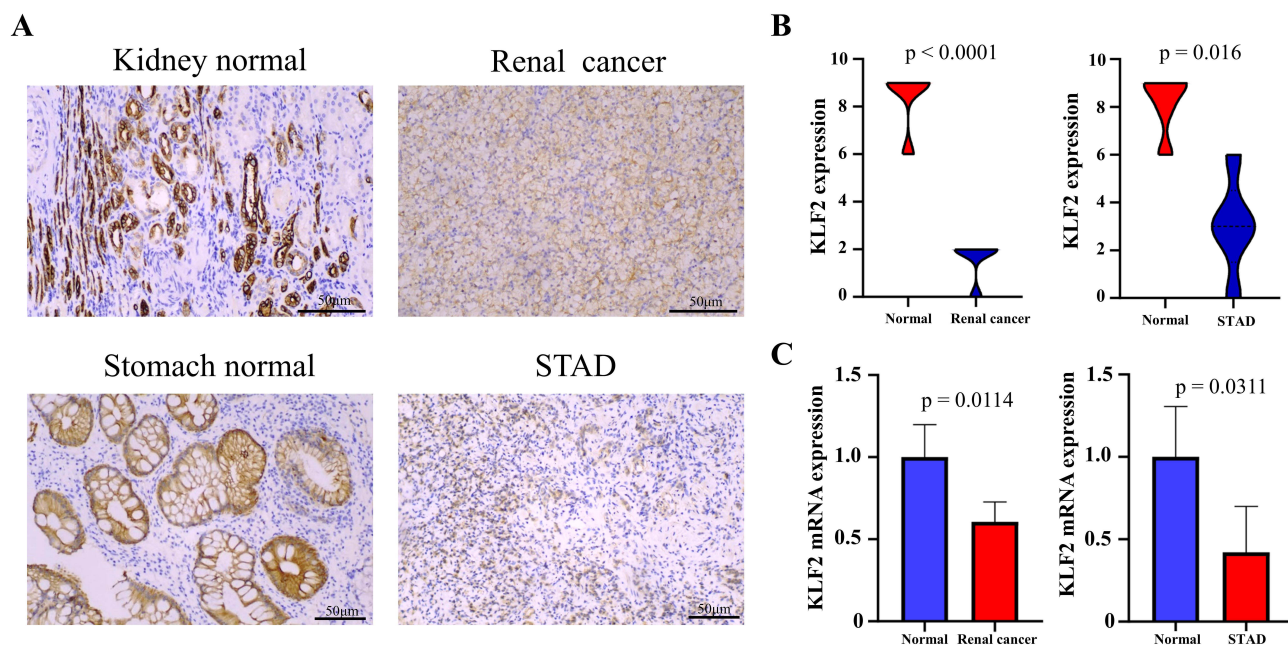 A
Kidney normal
Renal cancer
50μm
50μm
Stomach normal
STAD
50μm
50μm
B
p < 0.0001
KLF2 expression
10
8
6
4
2
0
Normal
Renal cancer
p = 0.016
KLF2 expression
10
8
6
4
2
0
Normal
STAD
C
p = 0.0114
KLF2 mRNA expression
1.5
1.0
0.5
0
Normal
Renal cancer
p = 0.0311
KLF2 mRNA expression
1.5
1.0
0.5
0
Normal
STAD